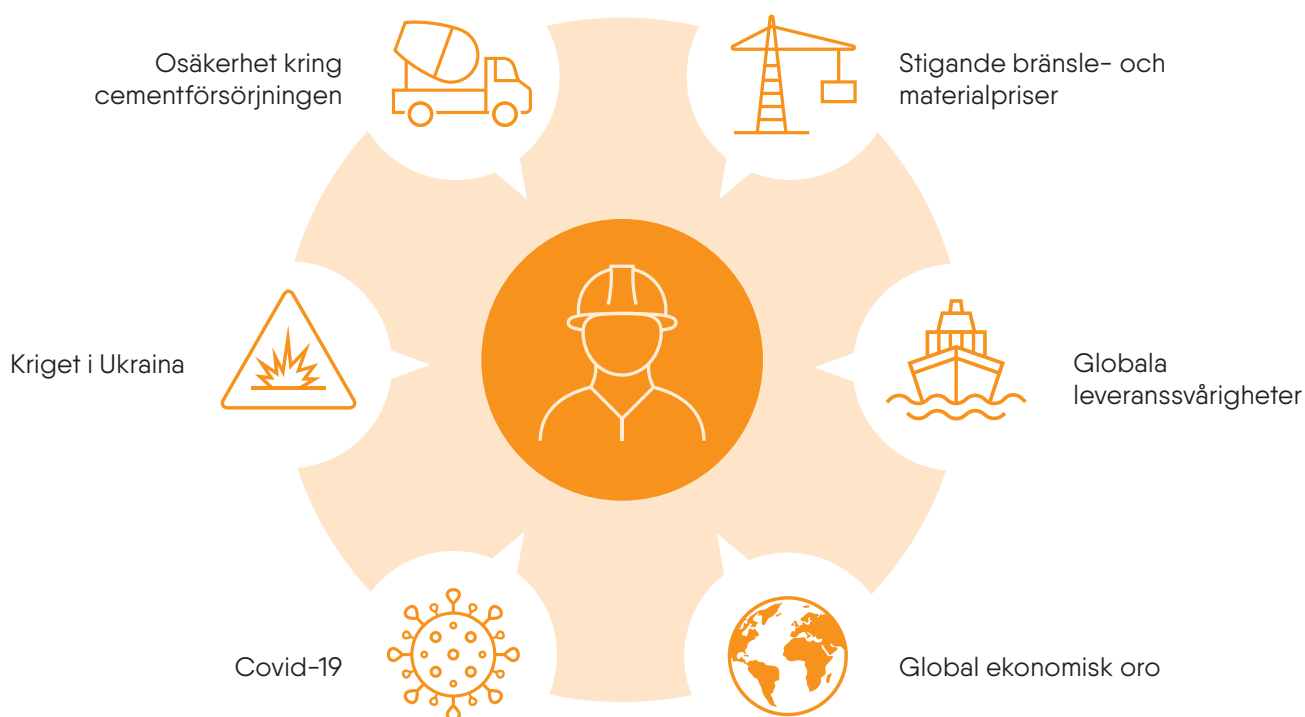 Osäkerhet kring
cementförsörjningen
Stigande bränsle- och
materialpriser
Kriget i Ukraina
Globala
leveranssvårigheter
Covid-19
Global ekonomisk oro